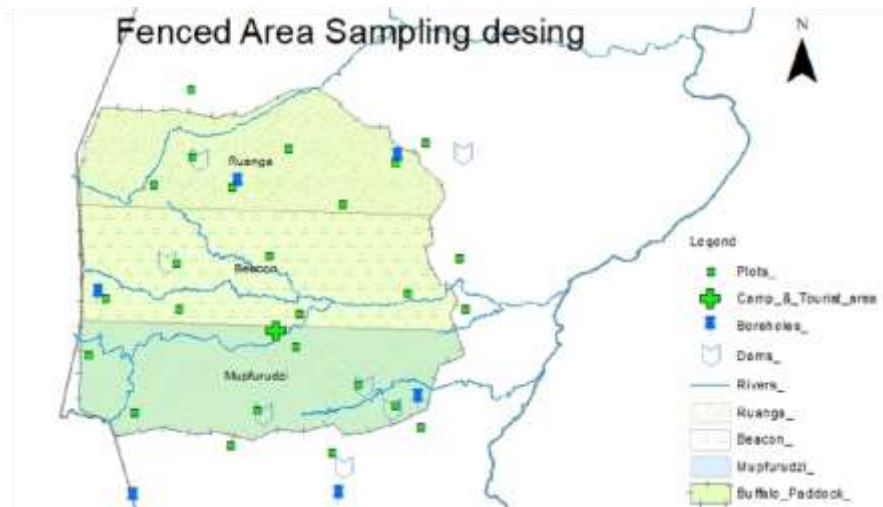 Fenced Area Sampling desing
N
Ruanga
Beacon
Mupfurudzi
Legend
Plots_
Camp_&_Tourist_area
Boreholes_
Dams_
Rivers_
Ruanga_
Beacon_
Mupfurudzi_
Buffalo_Paddock_